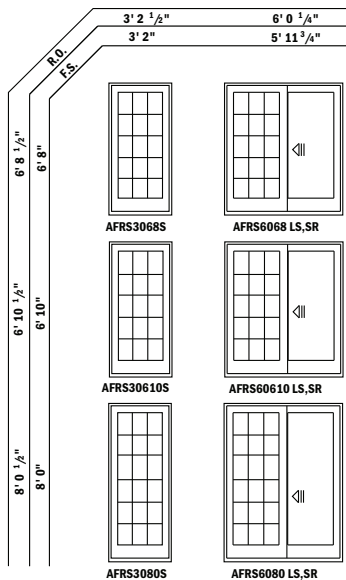 3' 2 1/2" 6' 0 1/4"
R.O.
3' 2" 5' 11 3/4"
F.S.
6' 8 1/2" 6' 8"
AFRS3068S AFRS6068 LS,SR
6' 10 1/2" 6' 10"
AFRS30610S AFRS60610 LS,SR
8' 0 1/2" 8' 0"
AFRS3080S AFRS6080 LS,SR